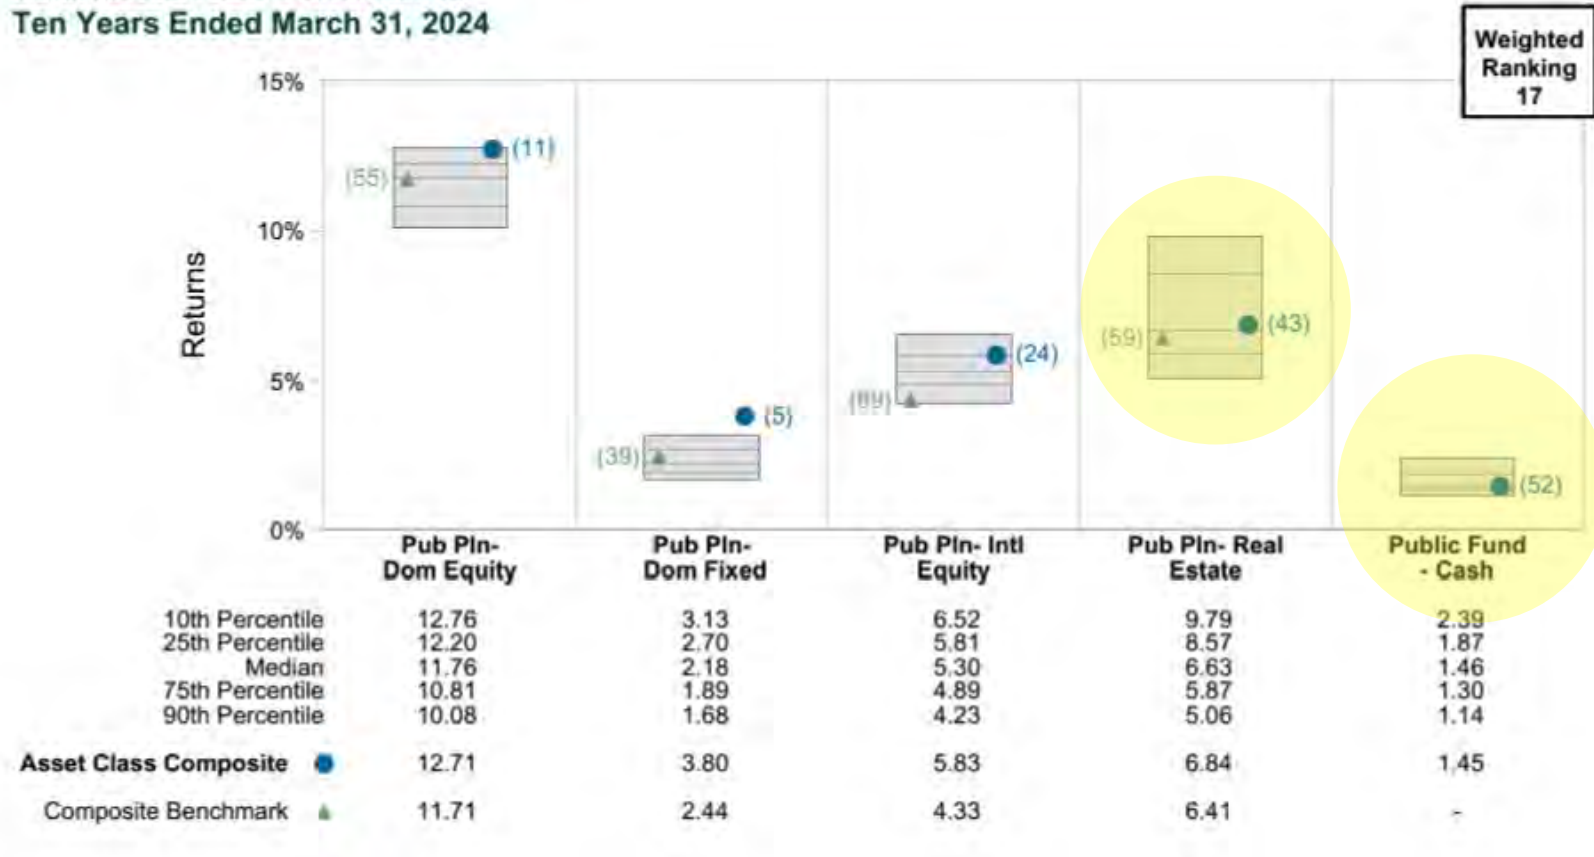 Ten Years Ended March 31, 2024
Weighted
Ranking
17
Returns
15%
10%
5%
0%
(55)
(11)
(39)
(5)
(89)
(24)
(59)
(43)
(52)
Pub Pln- Dom Equity
Pub Pln- Dom Fixed
Pub Pln- Intl Equity
Pub Pln- Real Estate
Public Fund - Cash
10th Percentile 12.76 3.13 6.52 9.79 2.39
25th Percentile 12.20 2.70 5.81 8.57 1.87
Median 11.76 2.18 5.30 6.63 1.46
75th Percentile 10.81 1.89 4.89 5.87 1.30
90th Percentile 10.08 1.68 4.23 5.06 1.14
Asset Class Composite 12.71 3.80 5.83 6.84 1.45
Composite Benchmark 11.71 2.44 4.33 6.41 -